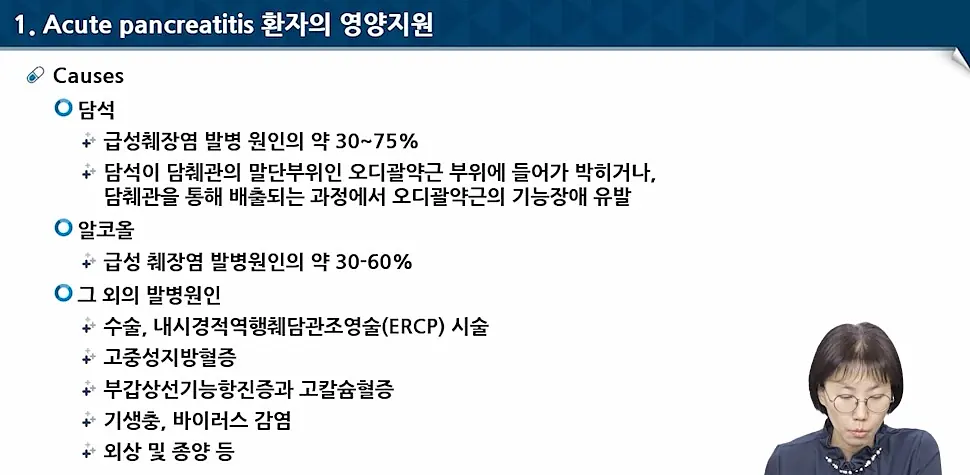 1. Acute pancreatitis 환자의 영양지원
Causes
담석
급성췌장염 발병 원인의 약 30~75%
담석이 담췌관의 말단부위인 오디괄약근 부위에 들어가 박히거나,
담췌관을 통해 배출되는 과정에서 오디괄약근의 기능장애 유발
알코올
급성 췌장염 발병원인의 약 30-60%
그 외의 발병원인
수술, 내시경적역행췌담관조영술(ERCP) 시술
고중성지방혈증
부갑상선기능항진증과 고칼슘혈증
기생충, 바이러스 감염
외상 및 종양 등